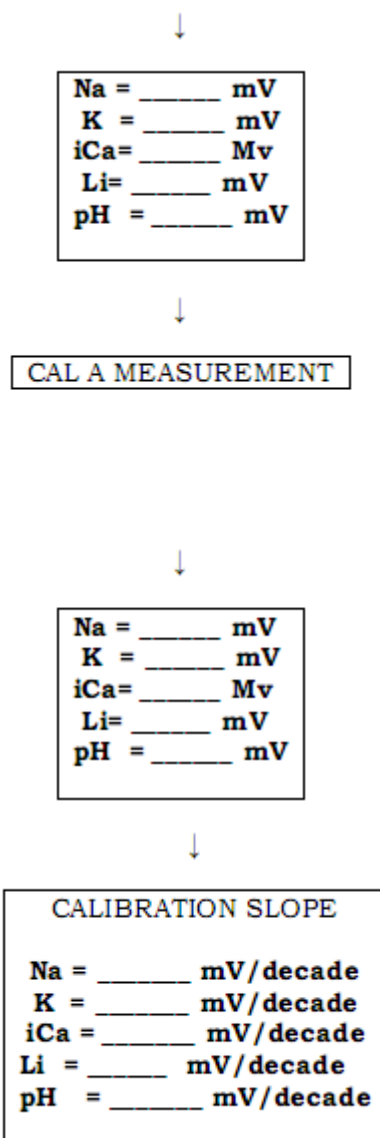 ↓
Na = ______ mV
K = ______ mV
iCa= ______ Mv
Li= ______ mV
pH = ______ mV
↓
CAL A MEASUREMENT
↓
Na = ______ mV
K = ______ mV
iCa= ______ Mv
Li= ______ mV
pH = ______ mV
↓
CALIBRATION SLOPE
Na = _______ mV/decade
K = _______ mV/decade
iCa = _______ mV/decade
Li = ______ mV/decade
pH = _______ mV/decade